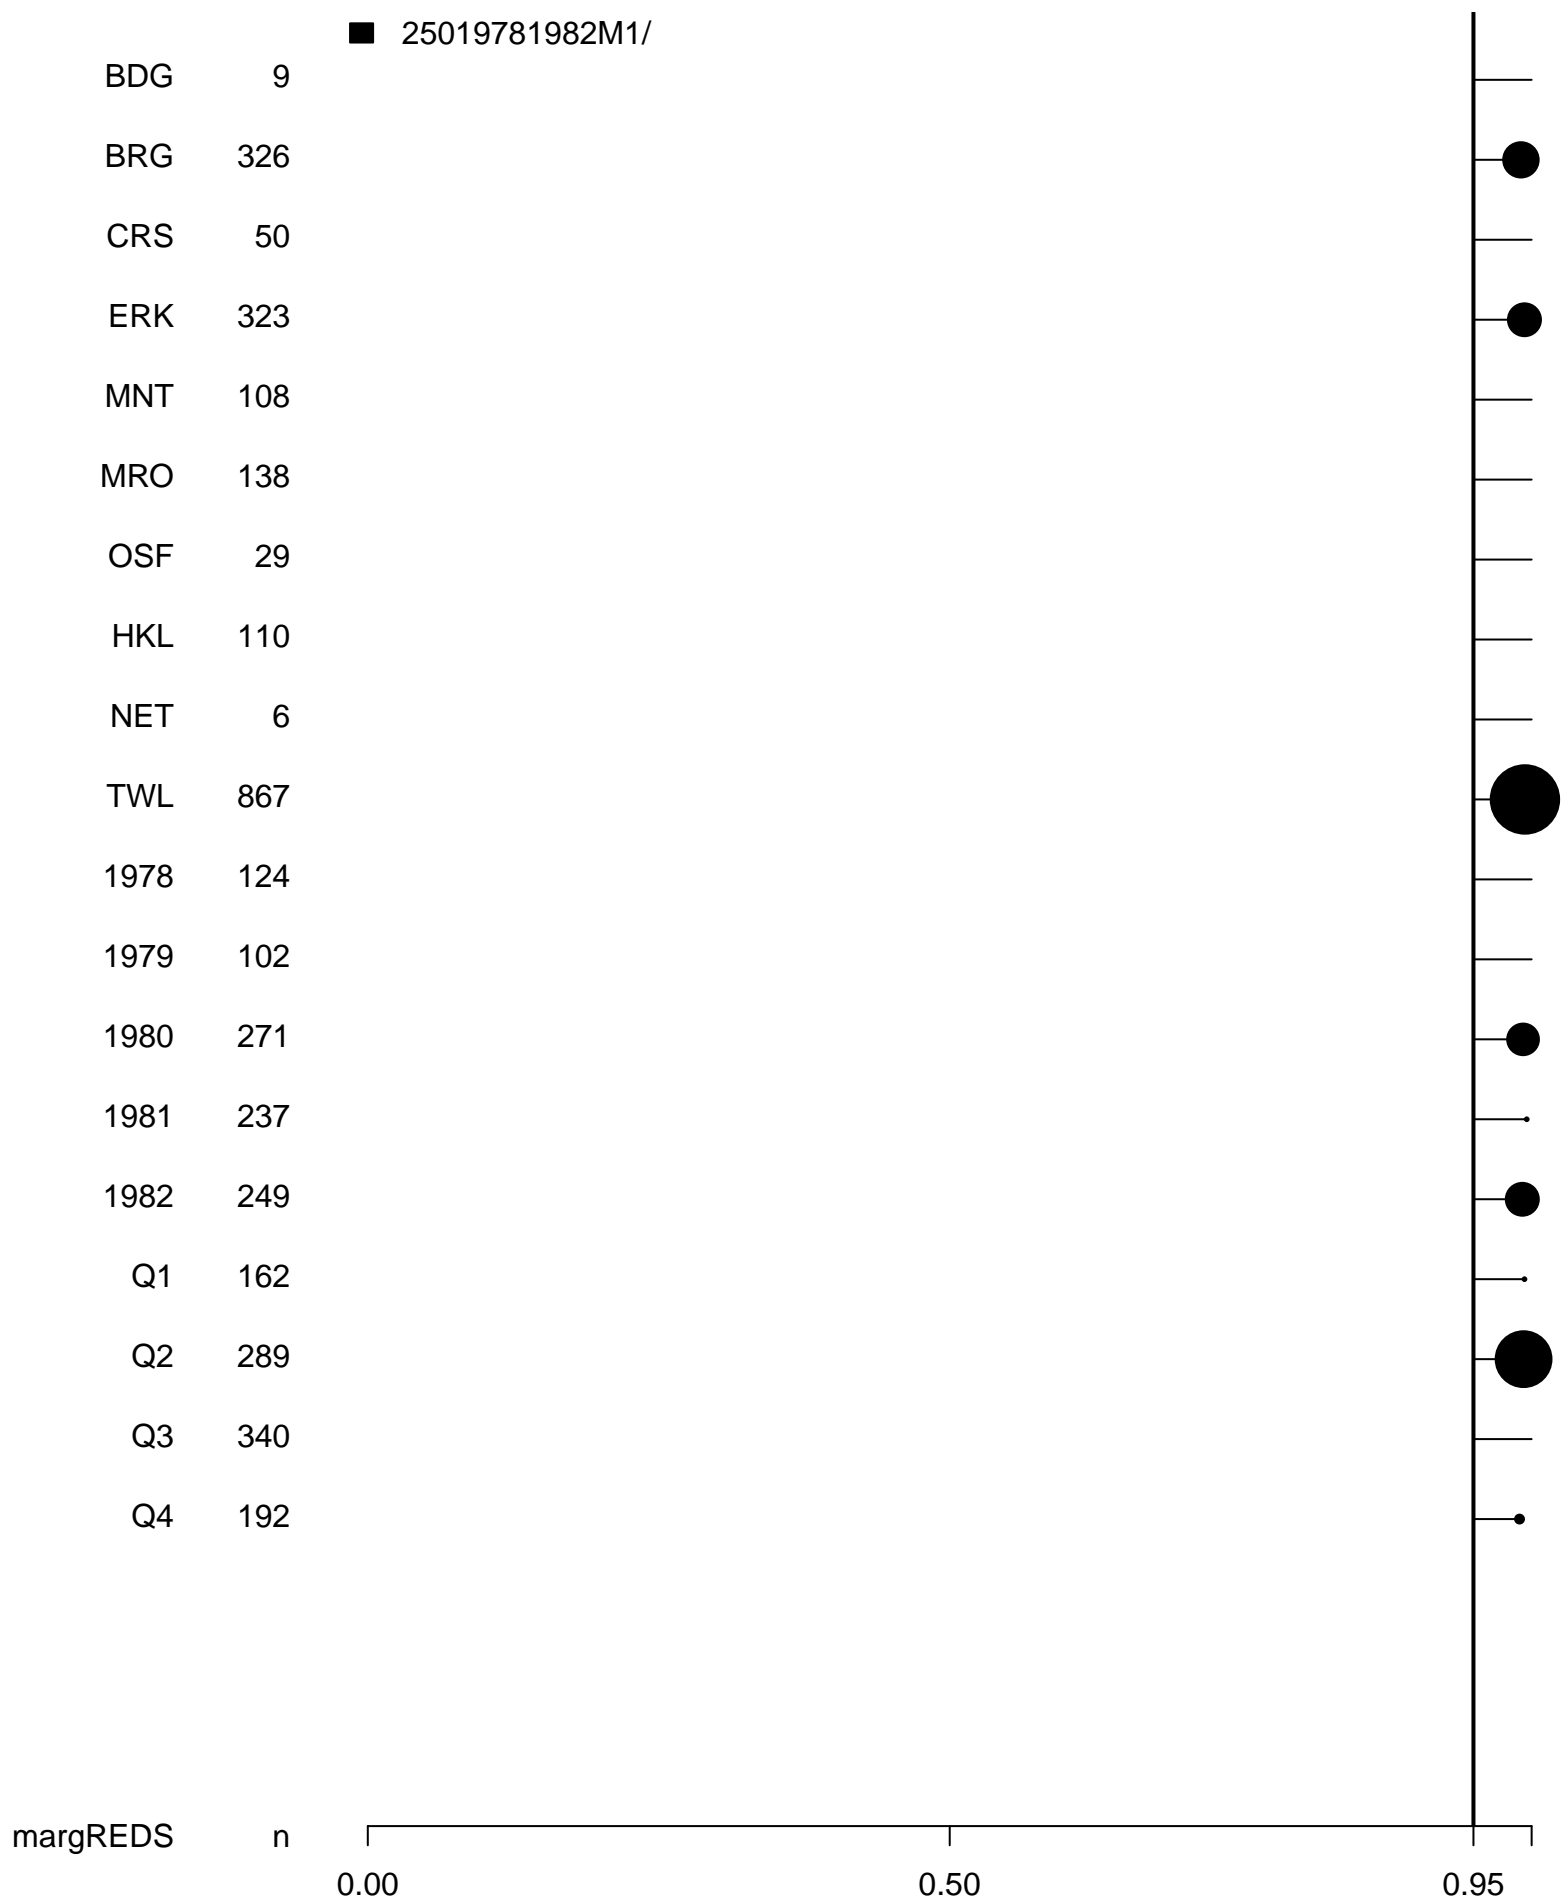 25019781982M1/
BDG 9
BRG 326
CRS 50
ERK 323
MNT 108
MRO 138
OSF 29
HKL 110
NET 6
TWL 867
1978 124
1979 102
1980 271
1981 237
1982 249
Q1 162
Q2 289
Q3 340
Q4 192
margREDS n
0.00 0.50 0.95